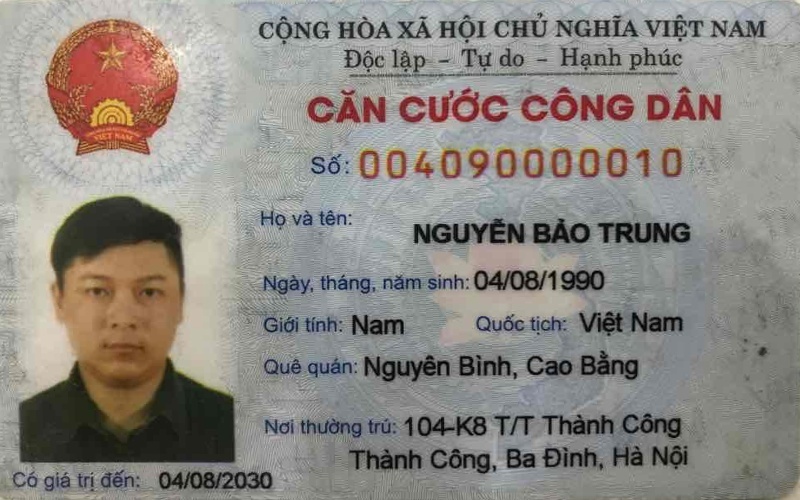 CỘNG HÒA XÃ HỘI CHỦ NGHĨA VIỆT NAM
Độc lập – Tự do – Hạnh phúc
CĂN CƯỚC CÔNG DÂN
Số: 004090000010
Họ và tên: NGUYỄN BẢO TRUNG
Ngày, tháng, năm sinh: 04/08/1990
Giới tính: Nam Quốc tịch: Việt Nam
Quê quán: Nguyên Bình, Cao Bằng
Nơi thường trú: 104-K8 T/T Thành Công
Thành Công, Ba Đình, Hà Nội
Có giá trị đến: 04/08/2030
VIỆT NAM